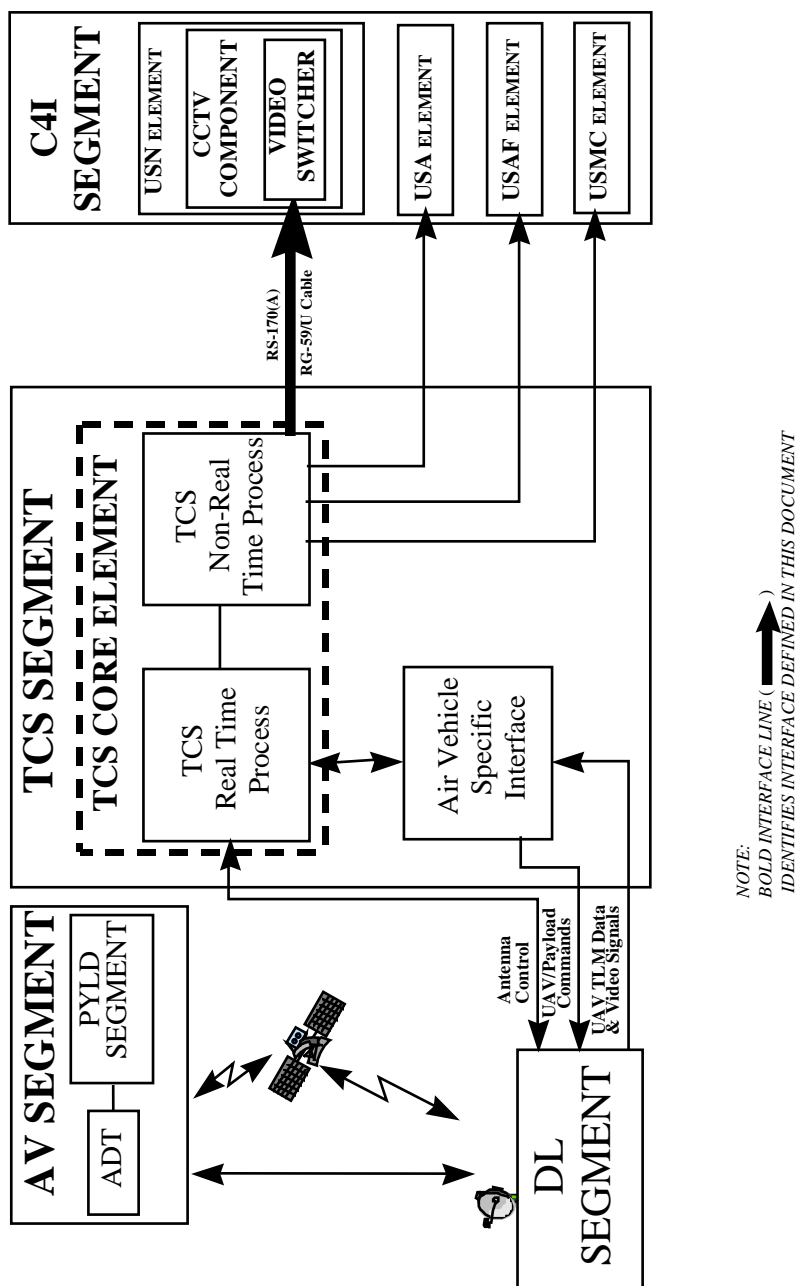 AV SEGMENT
PYLD
SEGMENT
ADT
DL
SEGMENT
Antenna
Control
UAV/Payload
Commands
UAV TLM Data
& Video Signals
TCS SEGMENT
TCS CORE ELEMENT
TCS
Real Time
Process
TCS
Non-Real
Time Process
Air Vehicle
Specific
Interface
RS-170(A)
RG-59/U Cable
C4I
SEGMENT
USN ELEMENT
CCTV
COMPONENT
VIDEO
SWITCHER
USA ELEMENT
USAF ELEMENT
USMC ELEMENT
NOTE:
BOLD INTERFACE LINE ( )
IDENTIFIES INTERFACE DEFINED IN THIS DOCUMENT